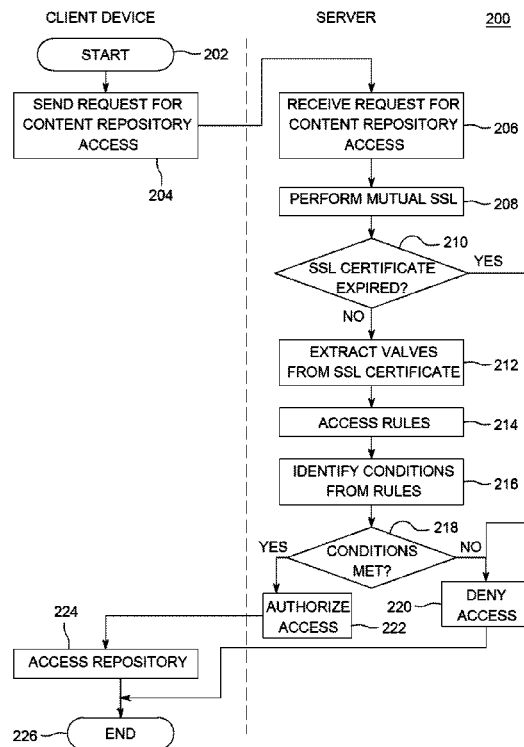 CLIENT DEVICE
SERVER
200
START
202
SEND REQUEST FOR
CONTENT REPOSITORY
ACCESS
204
RECEIVE REQUEST FOR
CONTENT REPOSITORY
ACCESS
206
PERFORM MUTUAL SSL
208
210
SSL CERTIFICATE
EXPIRED?
YES
NO
EXTRACT VALVES
FROM SSL CERTIFICATE
212
ACCESS RULES
214
IDENTIFY CONDITIONS
FROM RULES
216
218
YES
CONDITIONS
MET?
NO
220
DENY
ACCESS
AUTHORIZE
ACCESS
222
224
ACCESS REPOSITORY
226
END